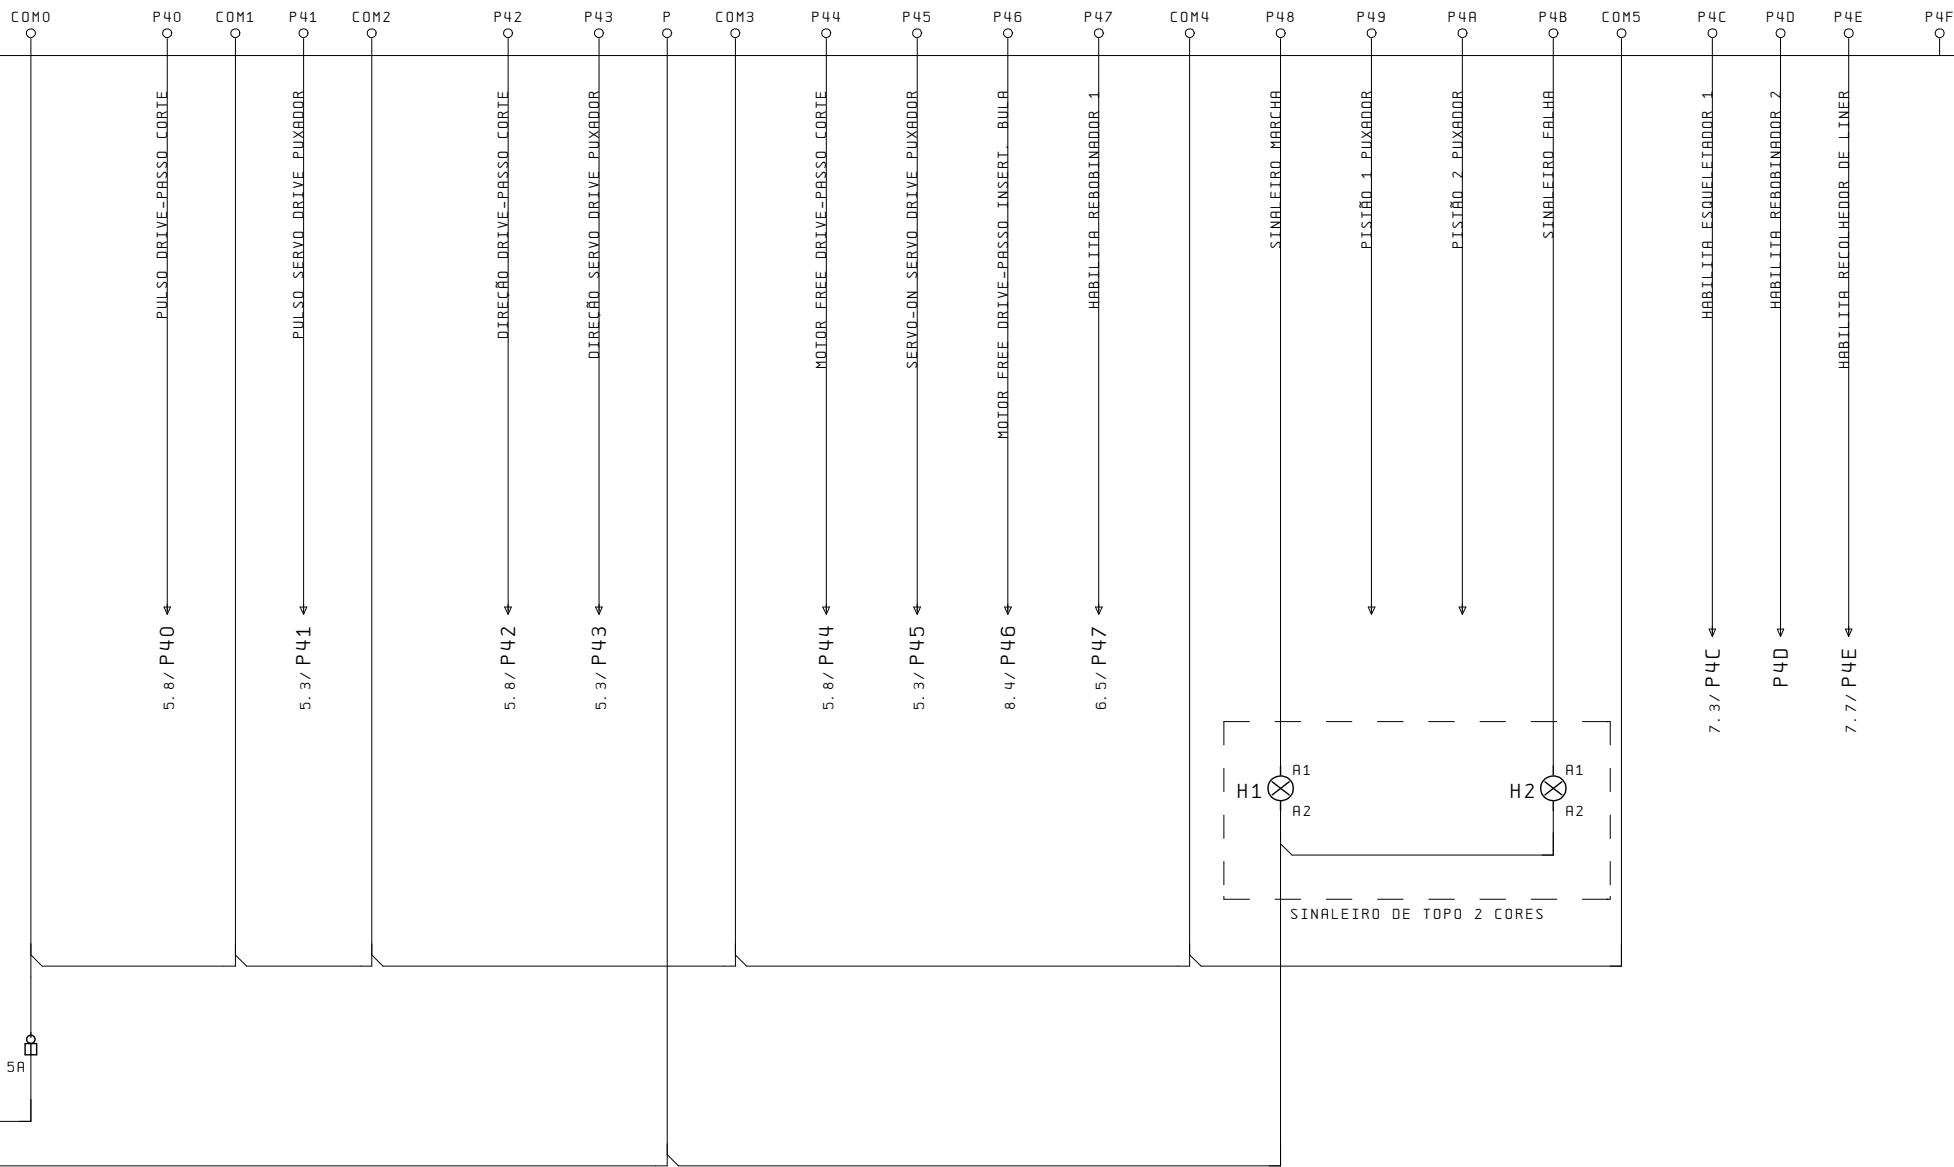 COM0 P40 COM1 P41 COM2 P42 P43 P COM3 P44 P45 P46 P47 COM4 P48 P49 P4A P4B COM5 P4C P4D P4E P4F
PULSO DRIVE-PASSO CORTE
PULSO SERVO DRIVE PUXADOR
DIREÇÃO DRIVE-PASSO CORTE
DIREÇÃO SERVO DRIVE PUXADOR
MOTOR FREE DRIVE-PASSO CORTE
SERVO-ON SERVO DRIVE PUXADOR
MOTOR FREE DRIVE-PASSO INSERT. BULA
HABILITA REBOBINADOR 1
SINALEIRO MARCHA
PISTÃO 1 PUXADOR
PISTÃO 2 PUXADOR
SINALEIRO FALHA
HABILITA ESQUELETADOR 1
HABILITA REBOBINADOR 2
HABILITA RECOLHEDOR DE LINER
5.8/ P40
5.3/ P41
5.8/ P42
5.3/ P43
5.8/ P44
5.3/ P45
8.4/ P46
6.5/ P47
7.3/ P4C
P4D
7.7/ P4E
H1 A1
A2
H2 A1
A2
SINALEIRO DE TOPO 2 CORES
5A